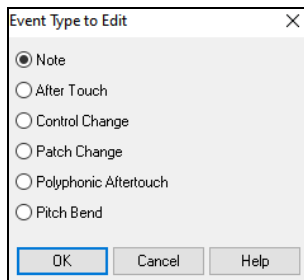 Event Type to Edit
Note
After Touch
Control Change
Patch Change
Polyphonic Aftertouch
Pitch Bend
OK Cancel Help